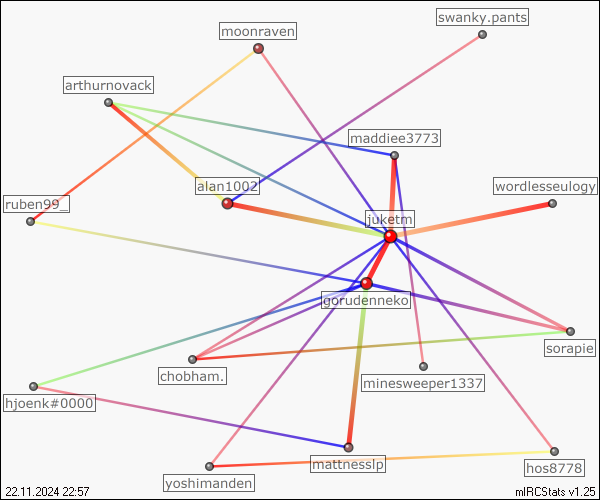 swanky.pants
moonraven
arthurnovack
maddiee3773
alan1002
wordlesseulogy
ruben99_
juketm
gorudenneko
sorapie
chobham.
minesweeper1337
hjoenk#0000
mattnesslp
hos8778
yoshimanden
22.11.2024 22:57
mIRCStats v1.25